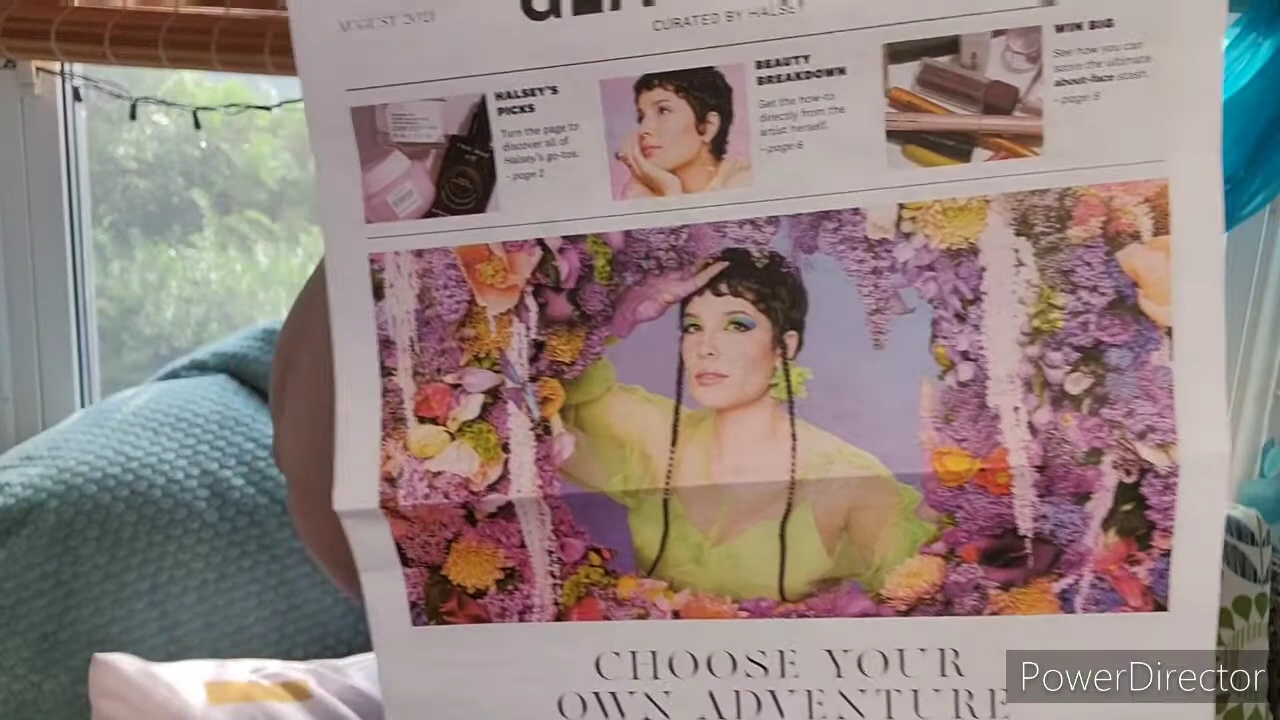 AUGUST 2021
CURATED BY HALSEY
HALSEY'S
PICKS
Turn the page to
discover all of
Halsey's go-tos.
- page 2
BEAUTY
BREAKDOWN
Get the how-to
directly from the
artist herself.
- page 6
WIN BIG
See how you can
score the ultimate
about-face stash.
- page 8
CHOOSE YOUR
OWN ADVENTURE
PowerDirector